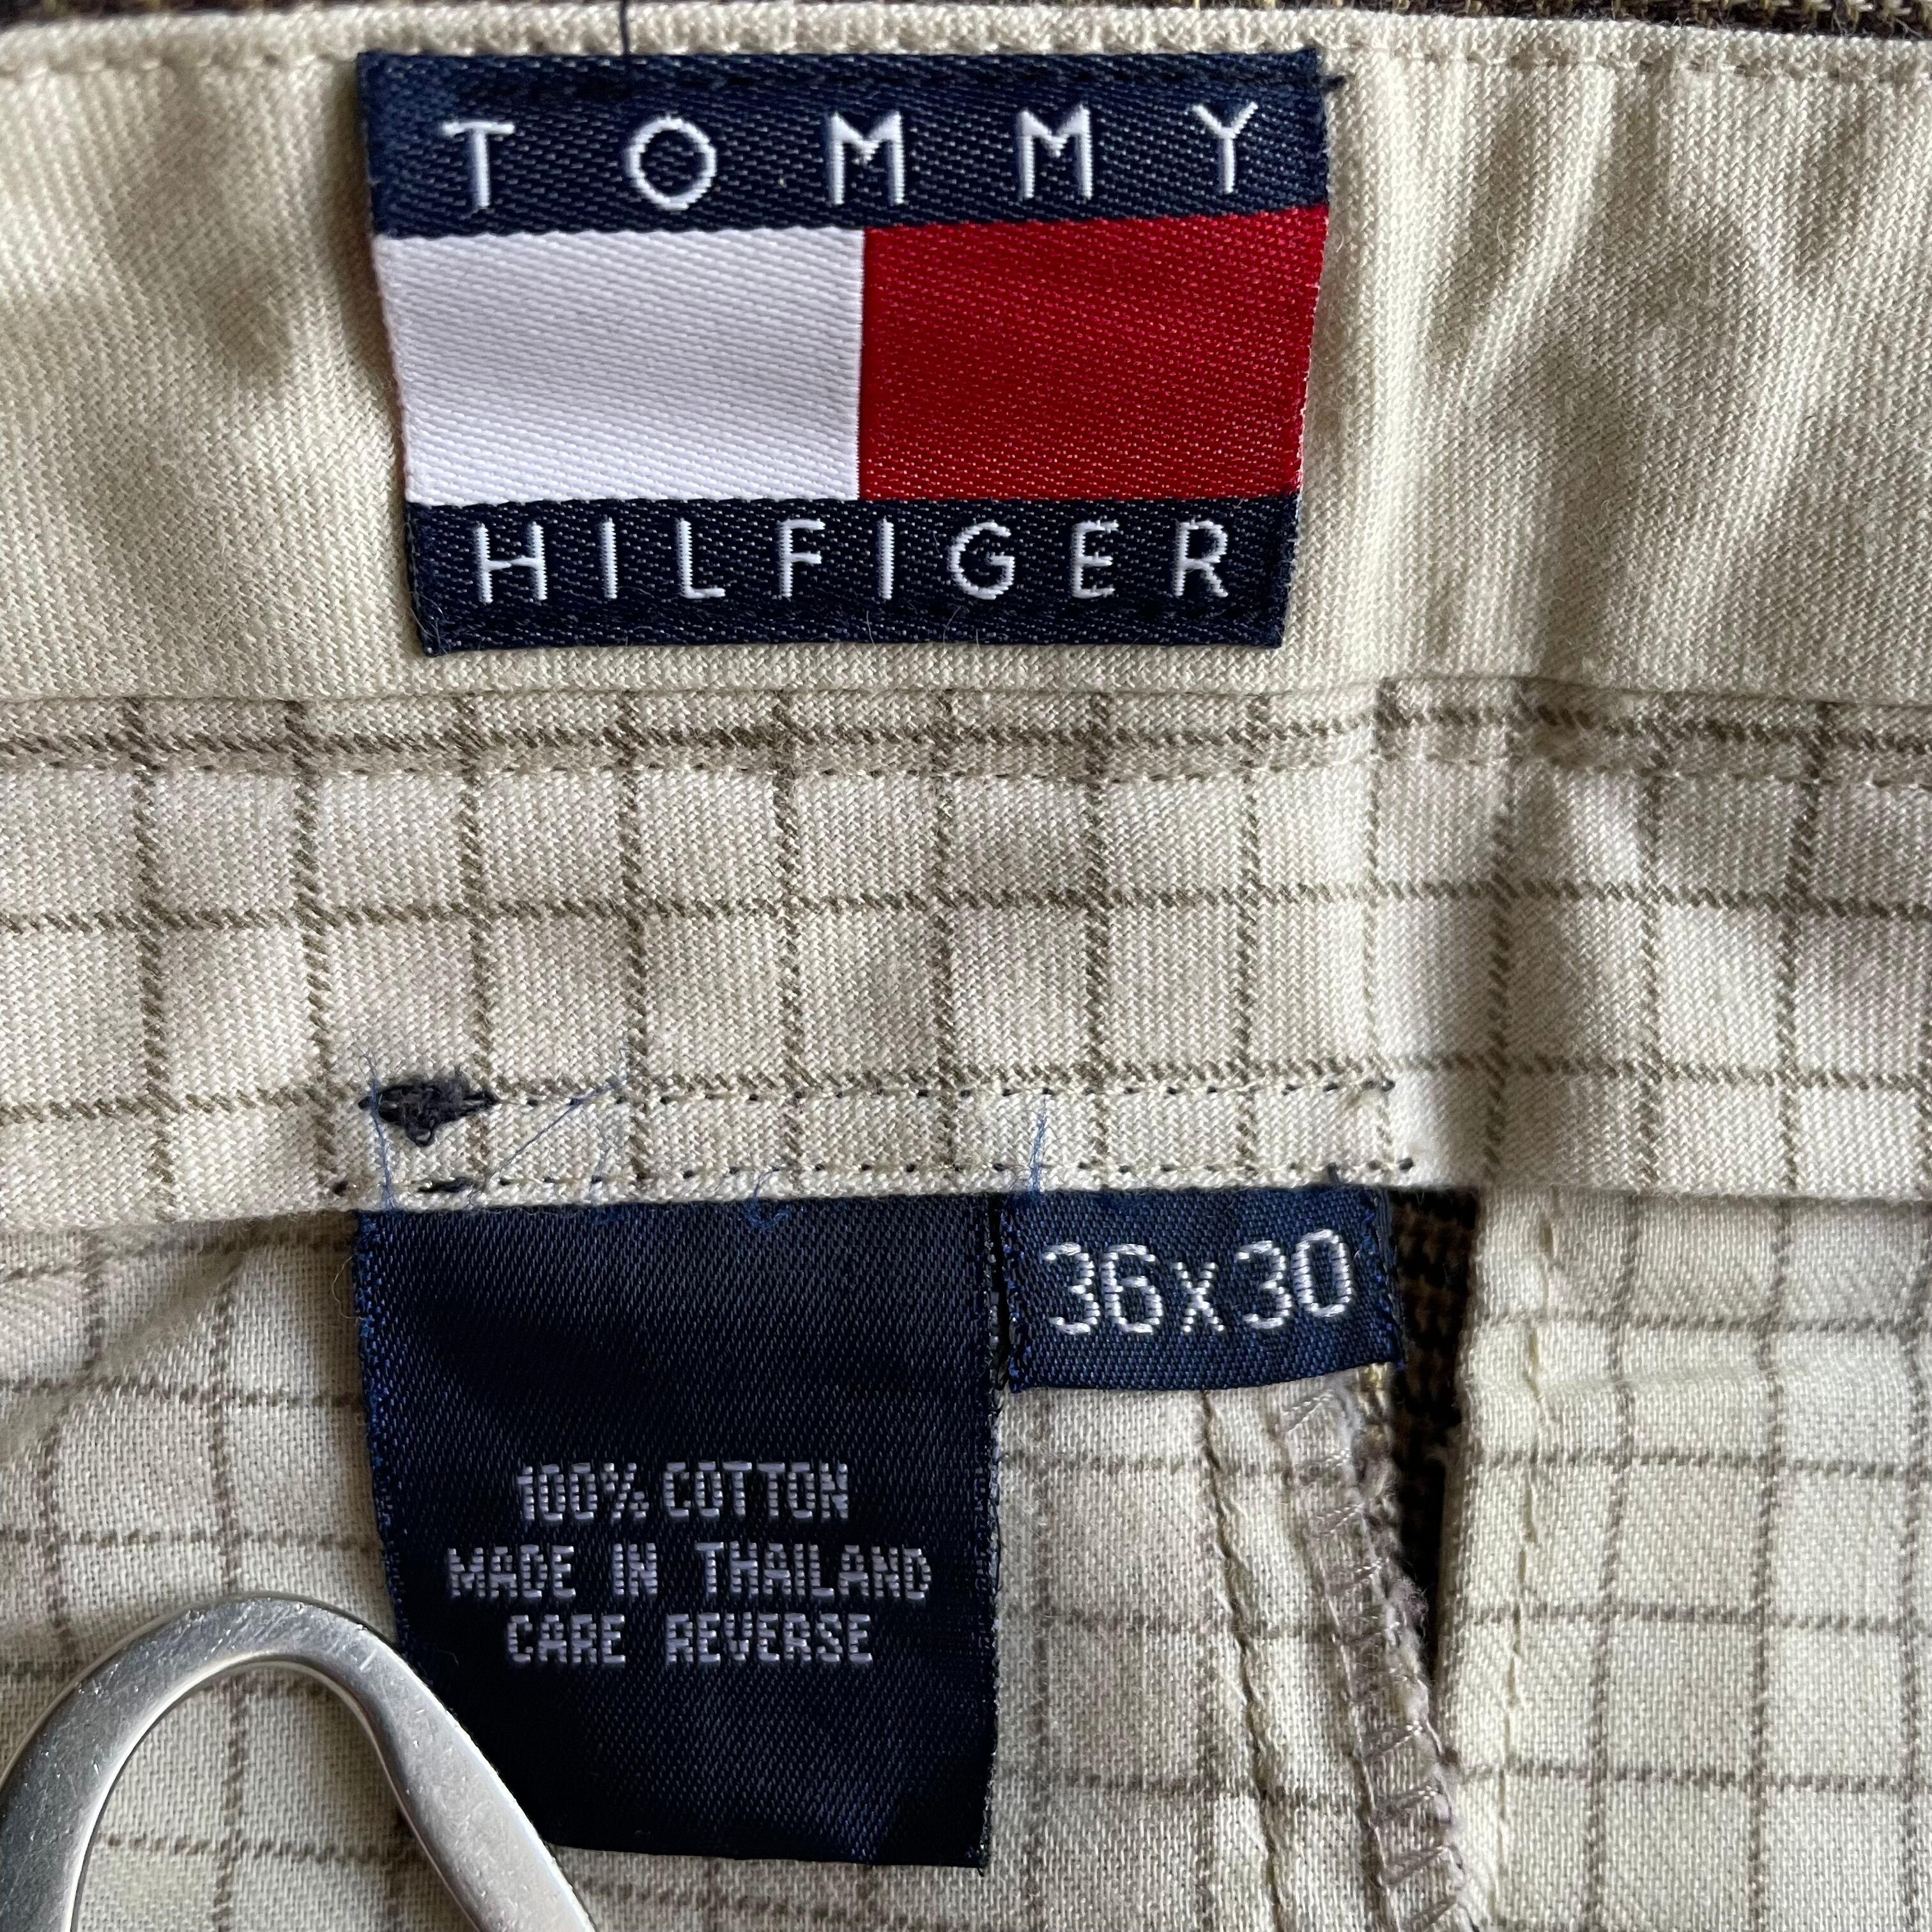 TOMMY
HILFIGER
36x30
100% COTTON
MADE IN THAILAND
CARE REVERSE